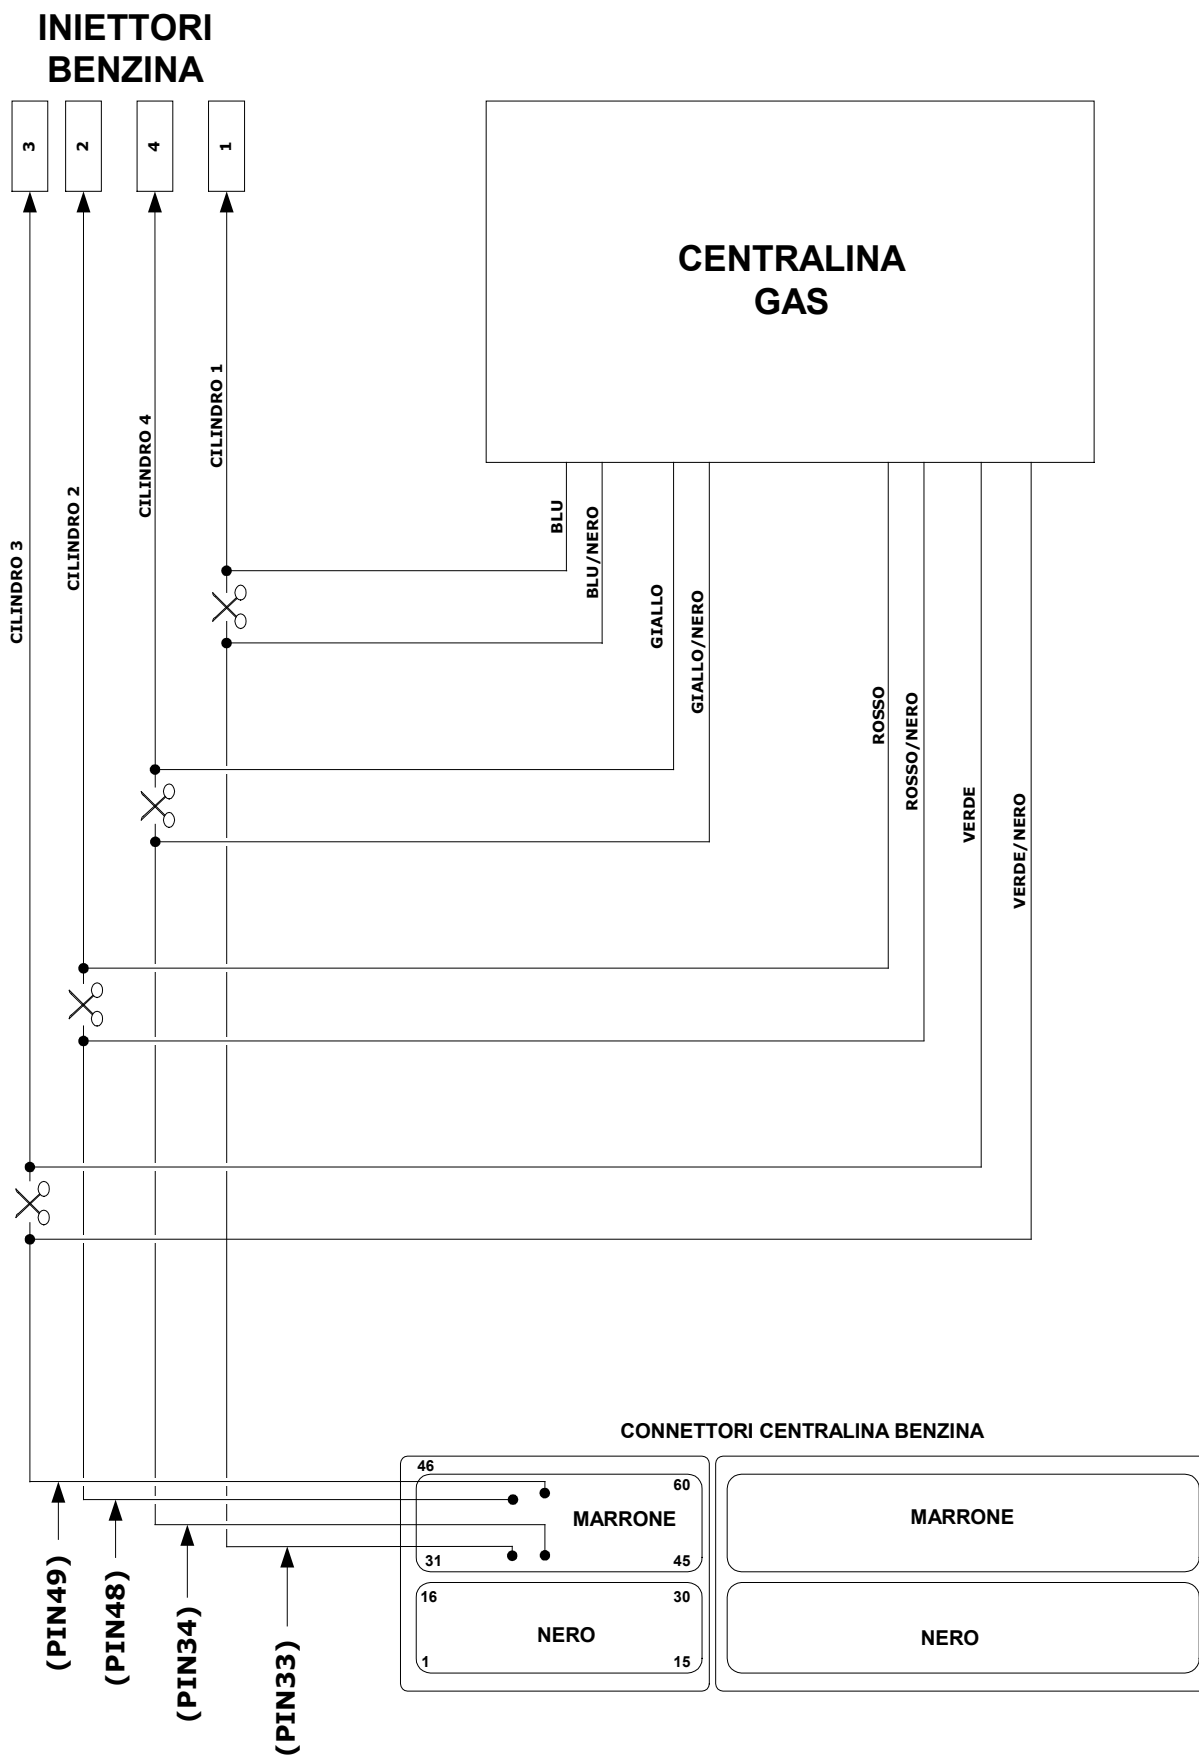 INIETTORI
BENZINA
3
2
4
1
CENTRALINA
GAS
CILINDRO 3
CILINDRO 2
CILINDRO 4
CILINDRO 1
BLU
BLU/NERO
GIALLO
GIALLO/NERO
ROSSO
ROSSO/NERO
VERDE
VERDE/NERO
CONNETTORI CENTRALINA BENZINA
46
60
MARRONE
31
45
16
30
NERO
1
15
MARRONE
NERO
(PIN49)
(PIN48)
(PIN34)
(PIN33)